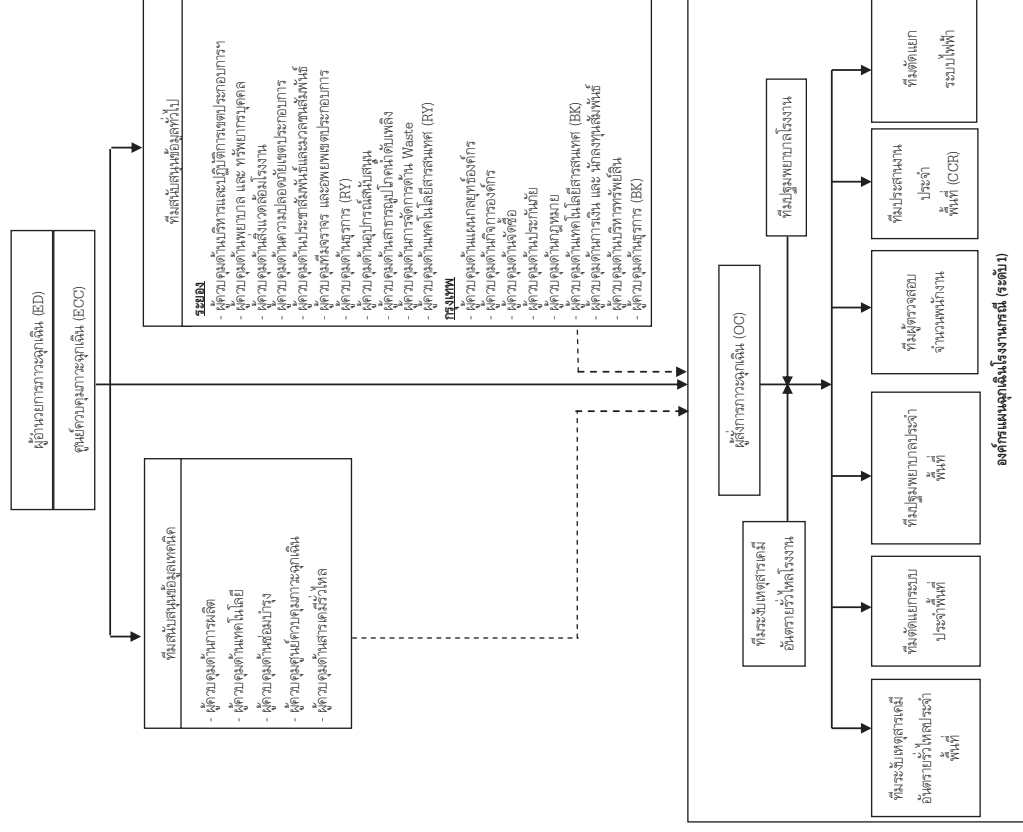 ผู้อำนวยการภาวะฉุกเฉิน (ED)
ศูนย์ควบคุมภาวะฉุกเฉิน (ECC)
ทีมสนับสนุนข้อมูลเทคนิค
- ผู้ควบคุมด้านการผลิต
- ผู้ควบคุมด้านเทคโนโลยี
- ผู้ควบคุมด้านซ่อมบำรุง
- ผู้ควบคุมศูนย์ควบคุมภาวะฉุกเฉิน
- ผู้ควบคุมด้านสารเคมีรั่วไหล
ทีมสนับสนุนข้อมูลทั่วไป
ระยอง
- ผู้ควบคุมด้านบริหารและปฏิบัติการเขตประกอบการฯ
- ผู้ควบคุมด้านพยาบาล และ ทรัพยากรบุคคล
- ผู้ควบคุมด้านสิ่งแวดล้อมโรงงาน
- ผู้ควบคุมด้านความปลอดภัยเขตประกอบการ
- ผู้ควบคุมด้านประชาสัมพันธ์และมวลชนสัมพันธ์
- ผู้ควบคุมทีมจราจร และอพยพเขตประกอบการ
- ผู้ควบคุมด้านธุรการ (RY)
- ผู้ควบคุมด้านอุปกรณ์สนับสนุน
- ผู้ควบคุมด้านสาธารณูปโภคน้ำดับเพลิง
- ผู้ควบคุมด้านการจัดการด้าน Waste
- ผู้ควบคุมด้านเทคโนโลยีสารสนเทศ (RY)
กรุงเทพ
- ผู้ควบคุมด้านแผนกลยุทธ์องค์กร
- ผู้ควบคุมด้านกิจการองค์กร
- ผู้ควบคุมด้านจัดซื้อ
- ผู้ควบคุมด้านประกันภัย
- ผู้ควบคุมด้านกฎหมาย
- ผู้ควบคุมด้านเทคโนโลยีสารสนเทศ (BK)
- ผู้ควบคุมด้านการเงิน และ นักลงทุนสัมพันธ์
- ผู้ควบคุมด้านบริหารทรัพย์สิน
- ผู้ควบคุมด้านธุรการ (BK)
ผู้สั่งการภาวะฉุกเฉิน (OC)
ทีมระงับเหตุสารเคมี
อันตรายรั่วไหลโรงงาน
ทีมปฐมพยาบาลโรงงาน
ทีมระงับเหตุสารเคมี
อันตรายรั่วไหลประจำ
พื้นที่
ทีมตัดแยกระบบ
ประจำพื้นที่
ทีมปฐมพยาบาลประจำ
พื้นที่
ทีมผู้ตรวจสอบ
จำนวนพนักงาน
ทีมประสานงาน
ประจำ
พื้นที่ (CCR)
ทีมตัดแยก
ระบบไฟฟ้า
องค์กรแผนฉุกเฉินโรงงานกรณี (ระดับ1)